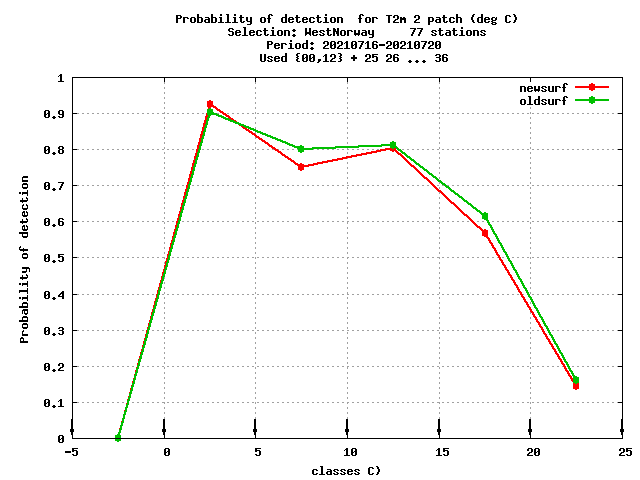 Probability of detection  for T2m 2 patch (deg C)
Selection: WestNorway     77 stations
Period: 20210716-20210720
Used {00,12} + 25 26 ... 36
newsurf
oldsurf
Probability of detection
1
0.9
0.8
0.7
0.6
0.5
0.4
0.3
0.2
0.1
0
-5 0 5 10 15 20 25
classes C)